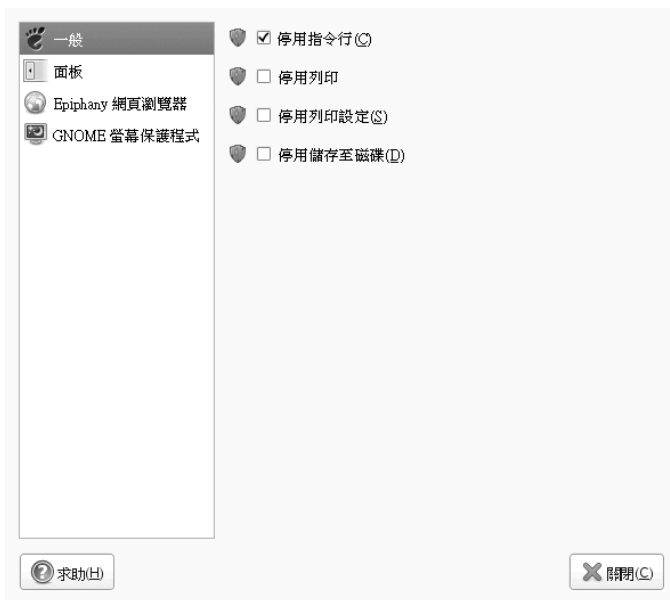 一般
面板
Epiphany 網頁瀏覽器
GNOME 螢幕保護程式
停用指令行(C)
停用列印
停用列印設定(S)
停用儲存至磁碟(D)
求助(H)
關閉(C)